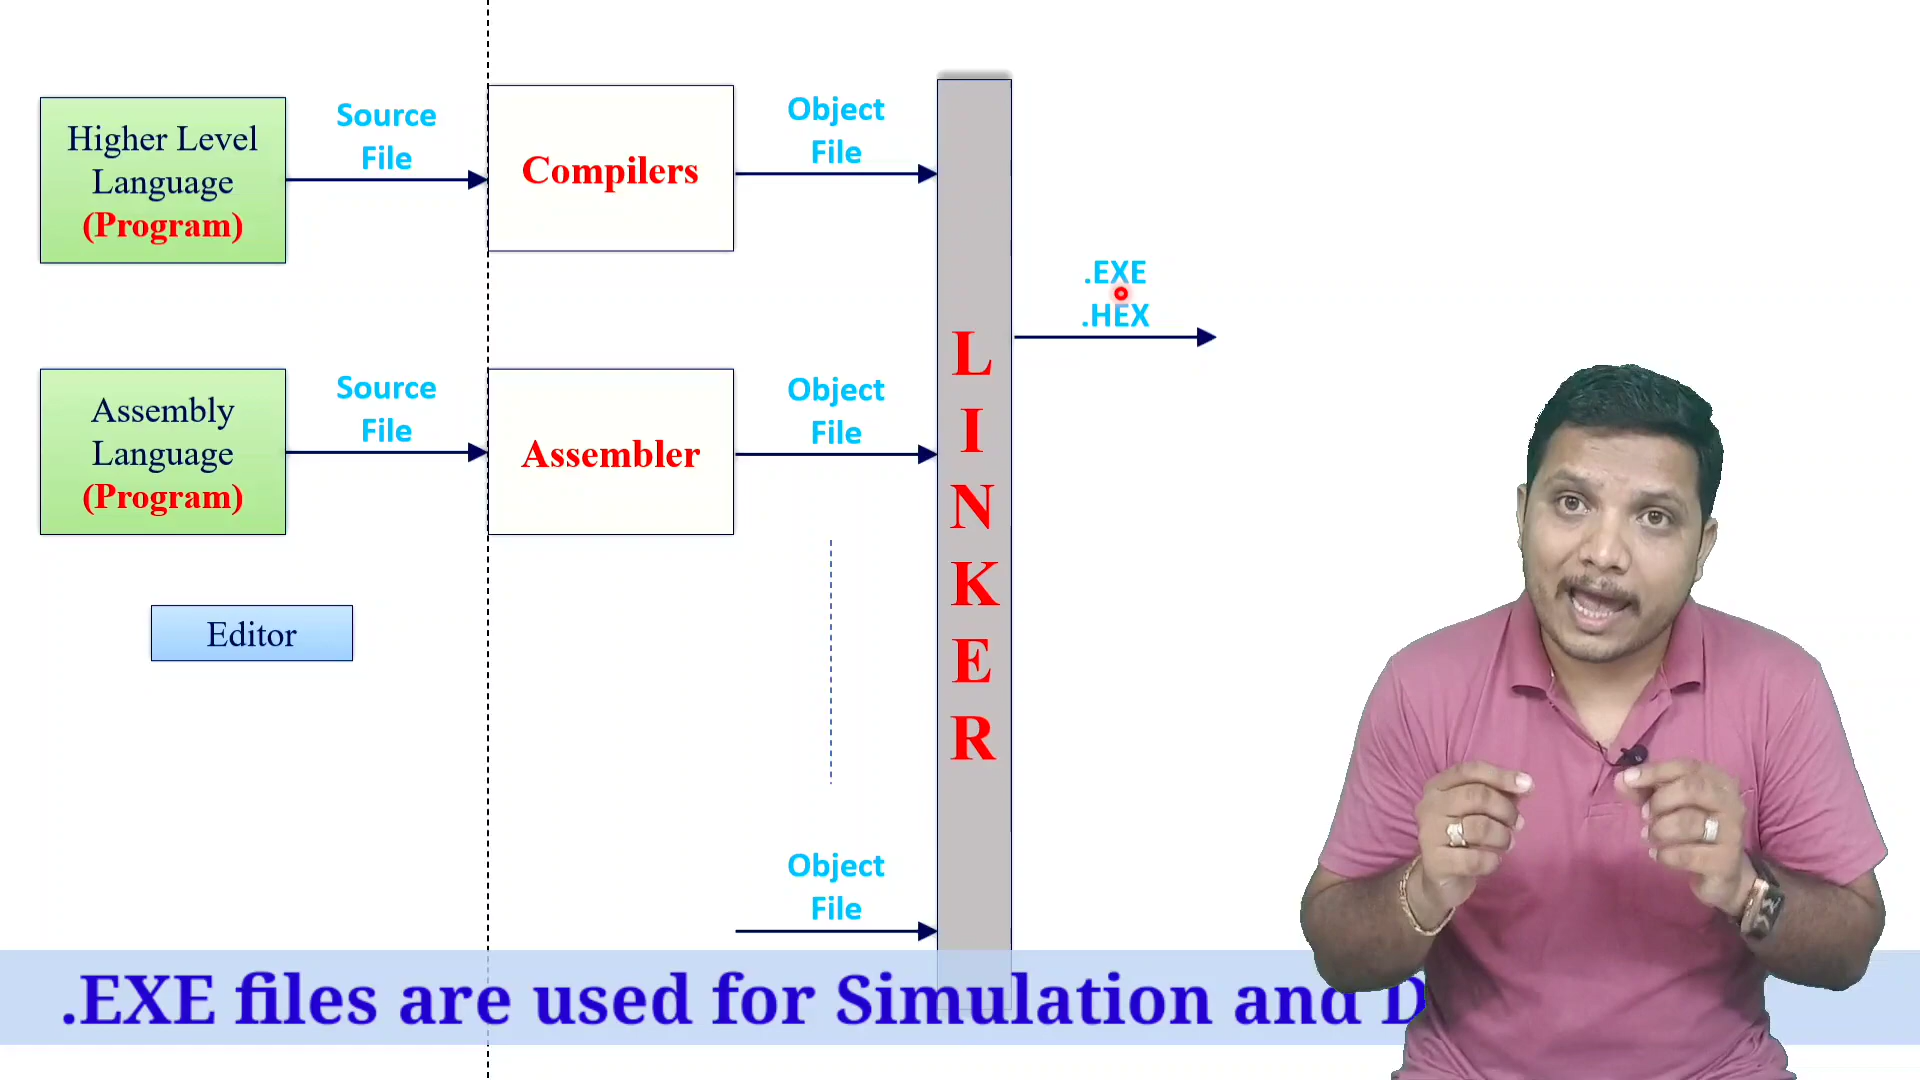 Higher Level
Language
(Program)
Source
File
Compilers
Object
File
.EXE
.HEX
Assembly
Language
(Program)
Source
File
Assembler
Object
File
L
I
N
K
E
R
Editor
Object
File
.EXE files are used for Simulation and